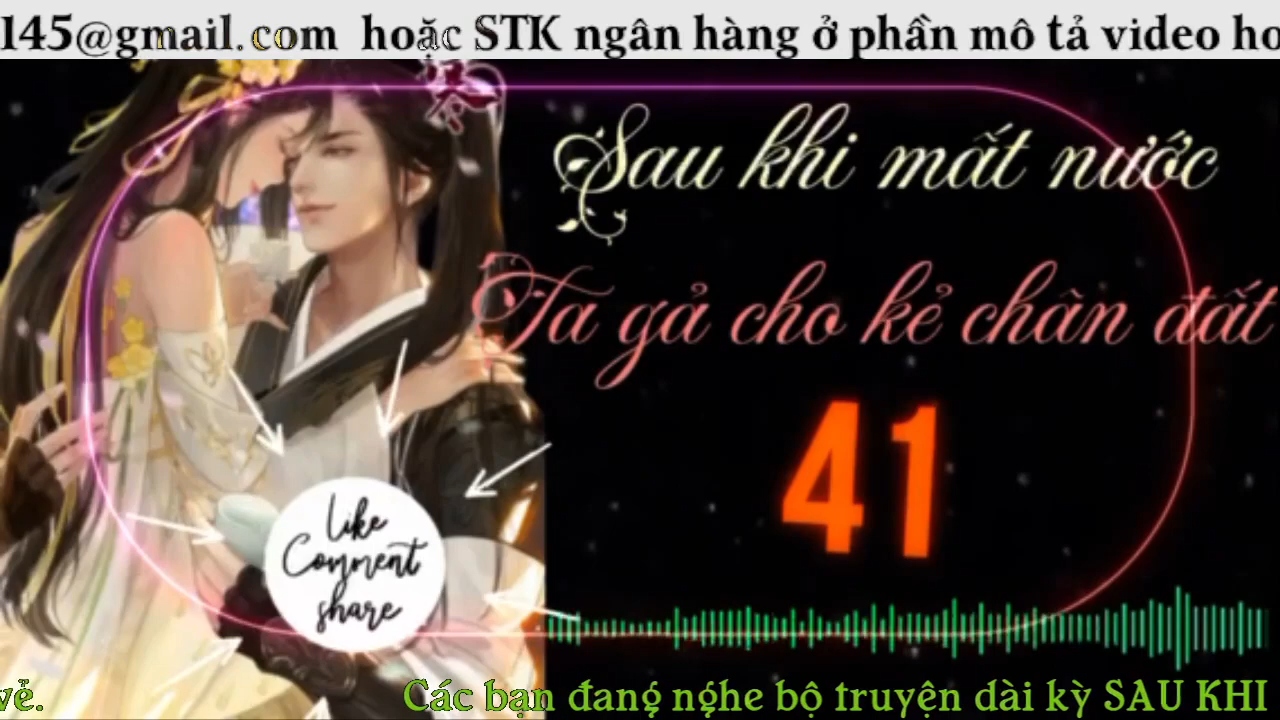 145@gmail.com hoặc STK ngân hàng ở phần mô tả video ho
Sau khi mất nước
Ta gả cho kẻ chân đất
41
like
Comment
share
vẻ. Các bạn đang nghe bộ truyện dài kỳ SAU KHI